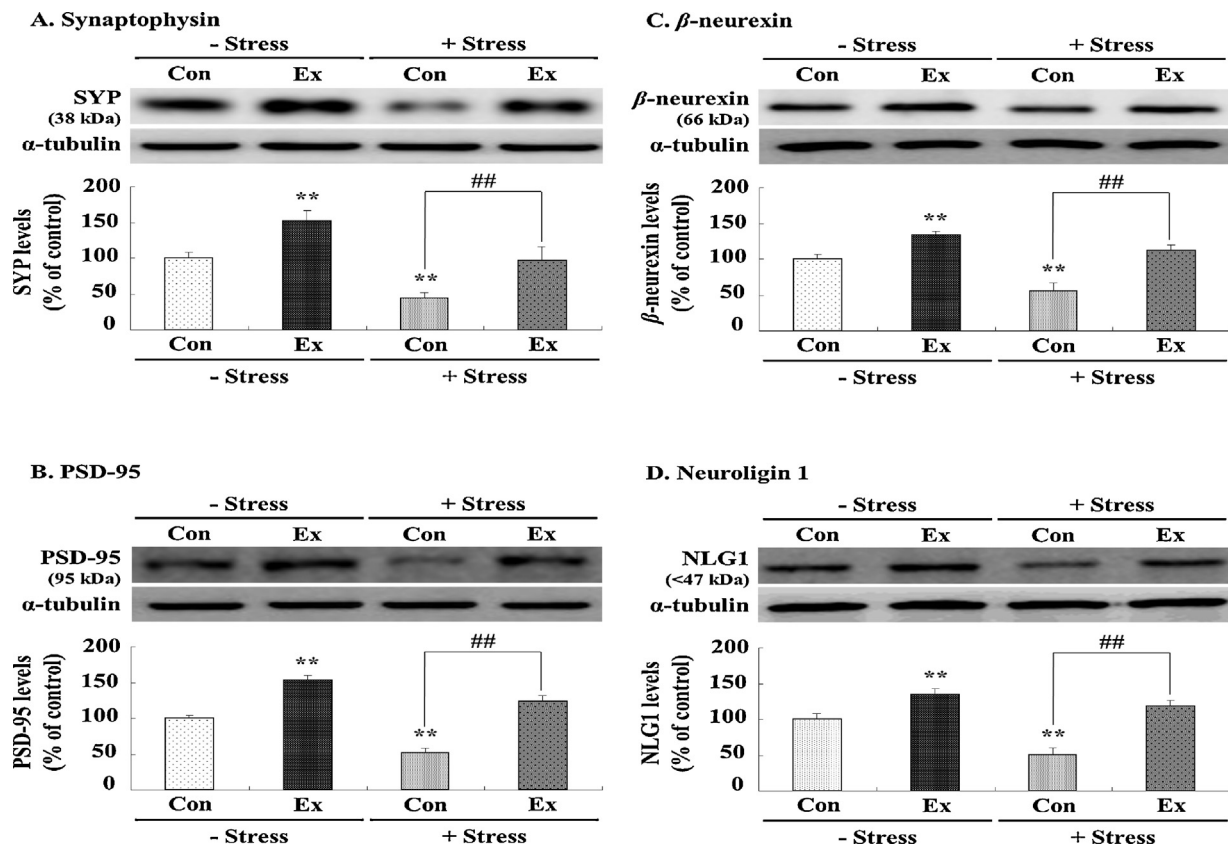 A. Synaptophysin
- Stress + Stress
Con Ex Con Ex
SYP
(38 kDa)
α-tubulin
SYP levels
(% of control)
200
150
100
50
0
**
**
##
Con Ex Con Ex
- Stress + Stress
B. PSD-95
- Stress + Stress
Con Ex Con Ex
PSD-95
(95 kDa)
α-tubulin
PSD-95 levels
(% of control)
200
150
100
50
0
**
**
##
Con Ex Con Ex
- Stress + Stress
C. β-neurexin
- Stress + Stress
Con Ex Con Ex
β-neurexin
(66 kDa)
α-tubulin
β-neurexin levels
(% of control)
200
150
100
50
0
**
**
##
Con Ex Con Ex
- Stress + Stress
D. Neuroligin 1
- Stress + Stress
Con Ex Con Ex
NLG1
(<47 kDa)
α-tubulin
NLG1 levels
(% of control)
200
150
100
50
0
**
**
##
Con Ex Con Ex
- Stress + Stress